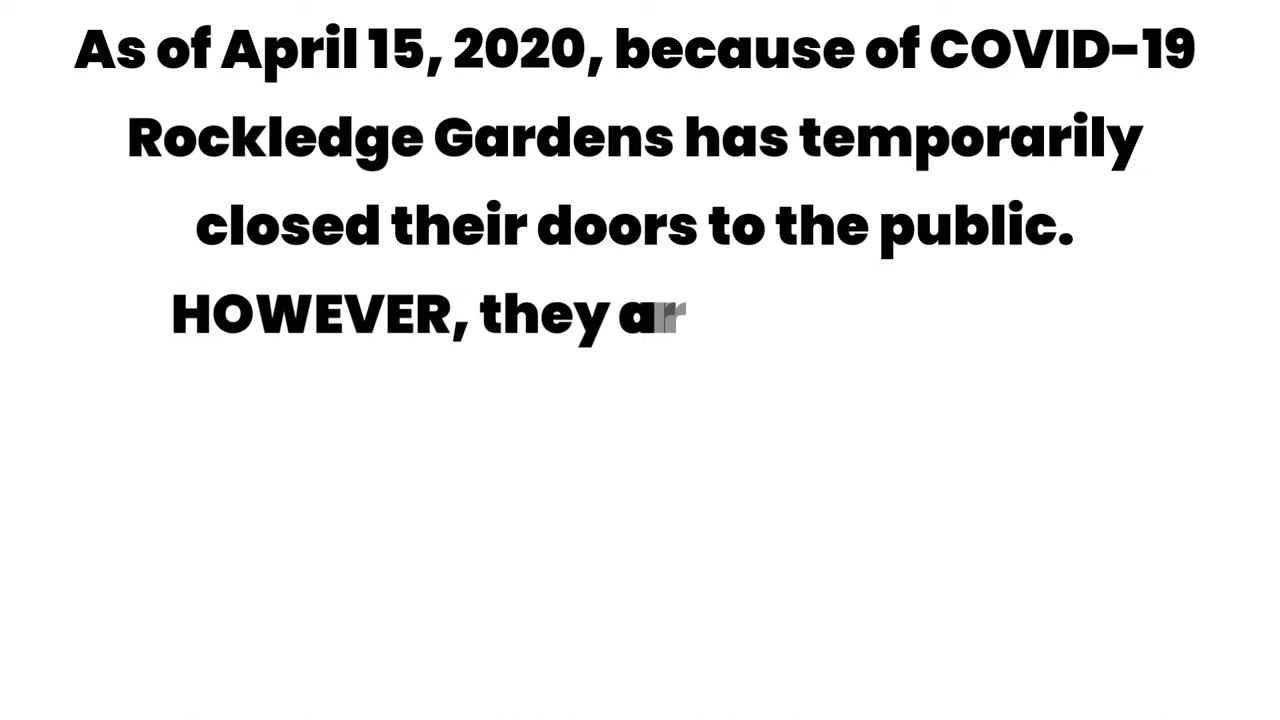 As of April 15, 2020, because of COVID-19
Rockledge Gardens has temporarily
closed their doors to the public.
HOWEVER, they ar